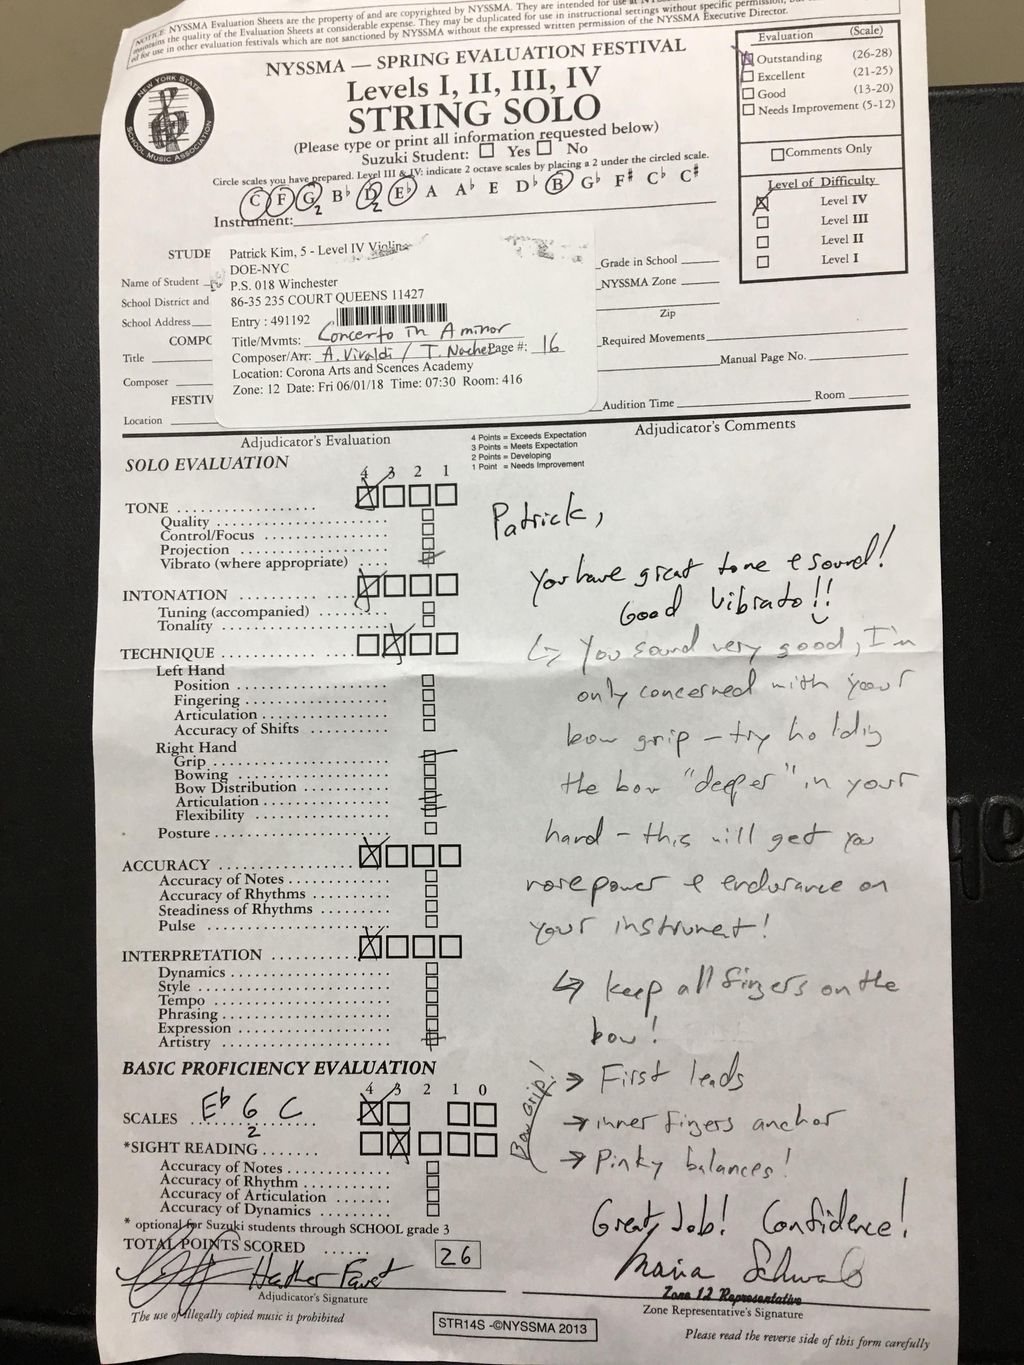 NOTICE: NYSSMA Evaluation Sheets are the property of and are copyrighted by NYSSMA. They are intended for use at
maintains the quality of the Evaluation Sheets at considerable expense. They may be duplicated for use in instructional settings without specific permission,
ed for use in other evaluation festivals which are not sanctioned by NYSSMA without the expressed written permission of the NYSSMA Executive Director.
NEW YORK STATE
SCHOOL MUSIC ASSOCIATION
NYSSMA — SPRING EVALUATION FESTIVAL
Levels I, II, III, IV
STRING SOLO
(Please type or print all information requested below)
Suzuki Student: Yes No
Circle scales you have prepared. Level III & IV: indicate 2 octave scales by placing a 2 under the circled scale.
C F G B♭ D E♭ A A♭ E D♭ B G♭ F♯ C♭ C♯
2 2
Instrument:
Evaluation (Scale)
Outstanding (26-28)
Excellent (21-25)
Good (13-20)
Needs Improvement (5-12)
Comments Only
Level of Difficulty
Level IV
Level III
Level II
Level I
STUDE
Name of Student
School District and
School Address
COMPO
Title
Composer
FESTIV
Location
Patrick Kim, 5 - Level IV Violin
DOE-NYC
P.S. 018 Winchester
86-35 235 COURT QUEENS 11427
Entry : 491192
Title/Mvmts: Concerto in A minor
Composer/Arr: A. Vivaldi / T. Nachez Page #: 16
Location: Corona Arts and Scences Academy
Zone: 12 Date: Fri 06/01/18 Time: 07:30 Room: 416
Grade in School
NYSSMA Zone
Zip
Required Movements
Manual Page No.
Audition Time Room
Adjudicator's Evaluation
4 Points = Exceeds Expectation
3 Points = Meets Expectation
2 Points = Developing
1 Point = Needs Improvement
Adjudicator's Comments
SOLO EVALUATION
4 3 2 1
TONE
Quality
Control/Focus
Projection
Vibrato (where appropriate)
INTONATION
Tuning (accompanied)
Tonality
TECHNIQUE
Left Hand
Position
Fingering
Articulation
Accuracy of Shifts
Right Hand
Grip
Bowing
Bow Distribution
Articulation
Flexibility
Posture
ACCURACY
Accuracy of Notes
Accuracy of Rhythms
Steadiness of Rhythms
Pulse
INTERPRETATION
Dynamics
Style
Tempo
Phrasing
Expression
Artistry
BASIC PROFICIENCY EVALUATION
4 3 2 1 0
SCALES E♭ G C
2
*SIGHT READING
Accuracy of Notes
Accuracy of Rhythm
Accuracy of Articulation
Accuracy of Dynamics
* optional for Suzuki students through SCHOOL grade 3
TOTAL POINTS SCORED 26
Adjudicator's Signature
The use of illegally copied music is prohibited
STR14S -©NYSSMA 2013
Patrick,
You have great tone & sound!
Good Vibrato!!
↳ You sound very good, I'm
only concerned with your
bow grip - try holding
the bow "deeper" in your
hand - this will get you
more power & endurance on
your instrument!
↳ Keep all fingers on the
bow!
Bow Grip!
→ First leads
→ inner fingers anchor
→ Pinky balances!
Great Job! Confidence!
Maria Schwab
Zone 12 Representative
Zone Representative's Signature
Please read the reverse side of this form carefully